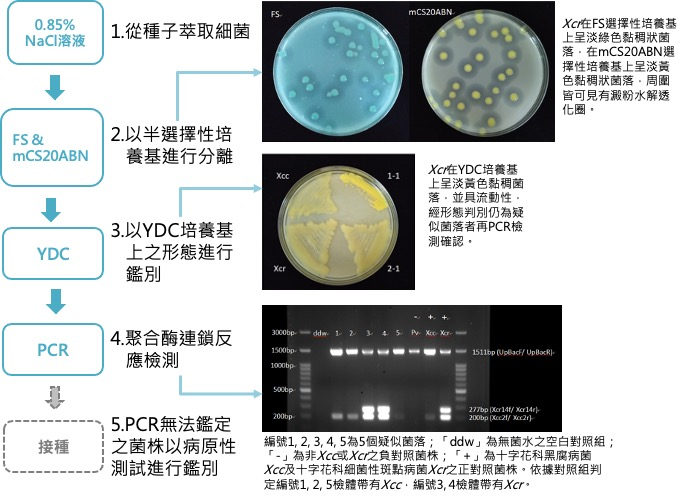 0.85%
NaCl溶液
1.從種子萃取細菌
FS &
mCS20ABN
2.以半選擇性培
養基進行分離
YDC
3.以YDC培養基
上之形態進行
鑑別
PCR
4.聚合酶連鎖反
應檢測
接種
5.PCR無法鑑定
之菌株以病原性
測試進行鑑別
FS
mCS20ABN
Xcr在FS選擇性培養基
上呈淡綠色黏稠狀菌
落，在mCS20ABN選
擇性培養基上呈淡黃
色黏稠狀菌落，周圍
皆可見有澱粉水解透
化圈。
Xcc
1-1
Xcr
2-1
Xcr在YDC培養基
上呈淡黃色黏稠菌
落，並具流動性，
經形態判別仍為疑
似菌落者再PCR檢
測確認。
- + +
ddw 1 2 3 4 5 Pv Xcc Xcr
3000bp
1500bp
1000bp
500bp
200bp
1511bp (UpBacF/ UpBacR)
277bp (Xcr14f/ Xcr14r)
200bp (Xcc2f/ Xcc2r)
編號1, 2, 3, 4, 5為5個疑似菌落；「ddw」為無菌水之空白對照組；
「-」為非Xcc或Xcr之負對照菌株；「+」為十字花科黑腐病菌
Xcc及十字花科細菌性斑點病菌Xcr之正對照菌株。依據對照組判
定編號1, 2, 5檢體帶有Xcc，編號3, 4檢體帶有Xcr。